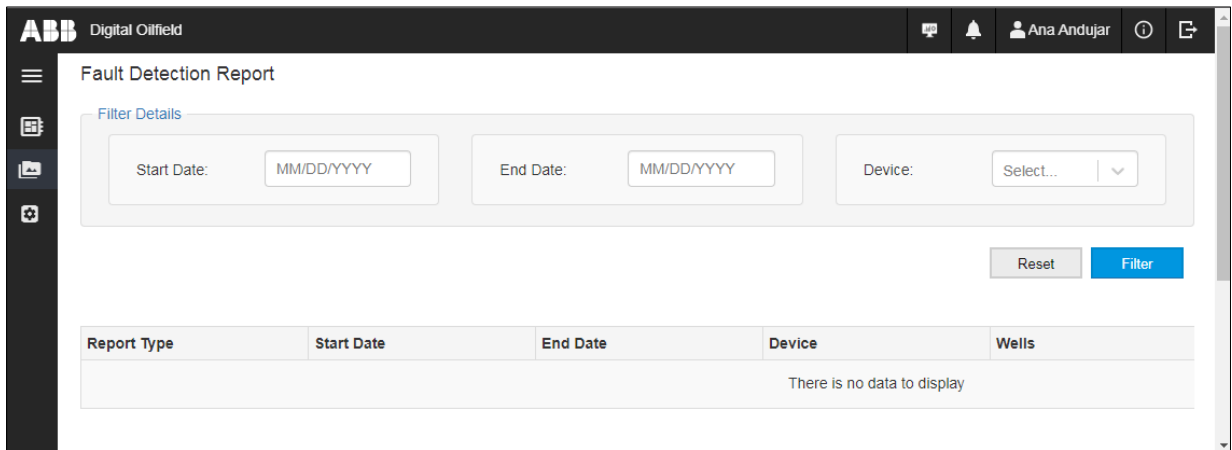 ABB Digital Oilfield Ana Andujar
Fault Detection Report
Filter Details
Start Date: MM/DD/YYYY End Date: MM/DD/YYYY Device: Select...
Reset Filter
Report Type Start Date End Date Device Wells
There is no data to display